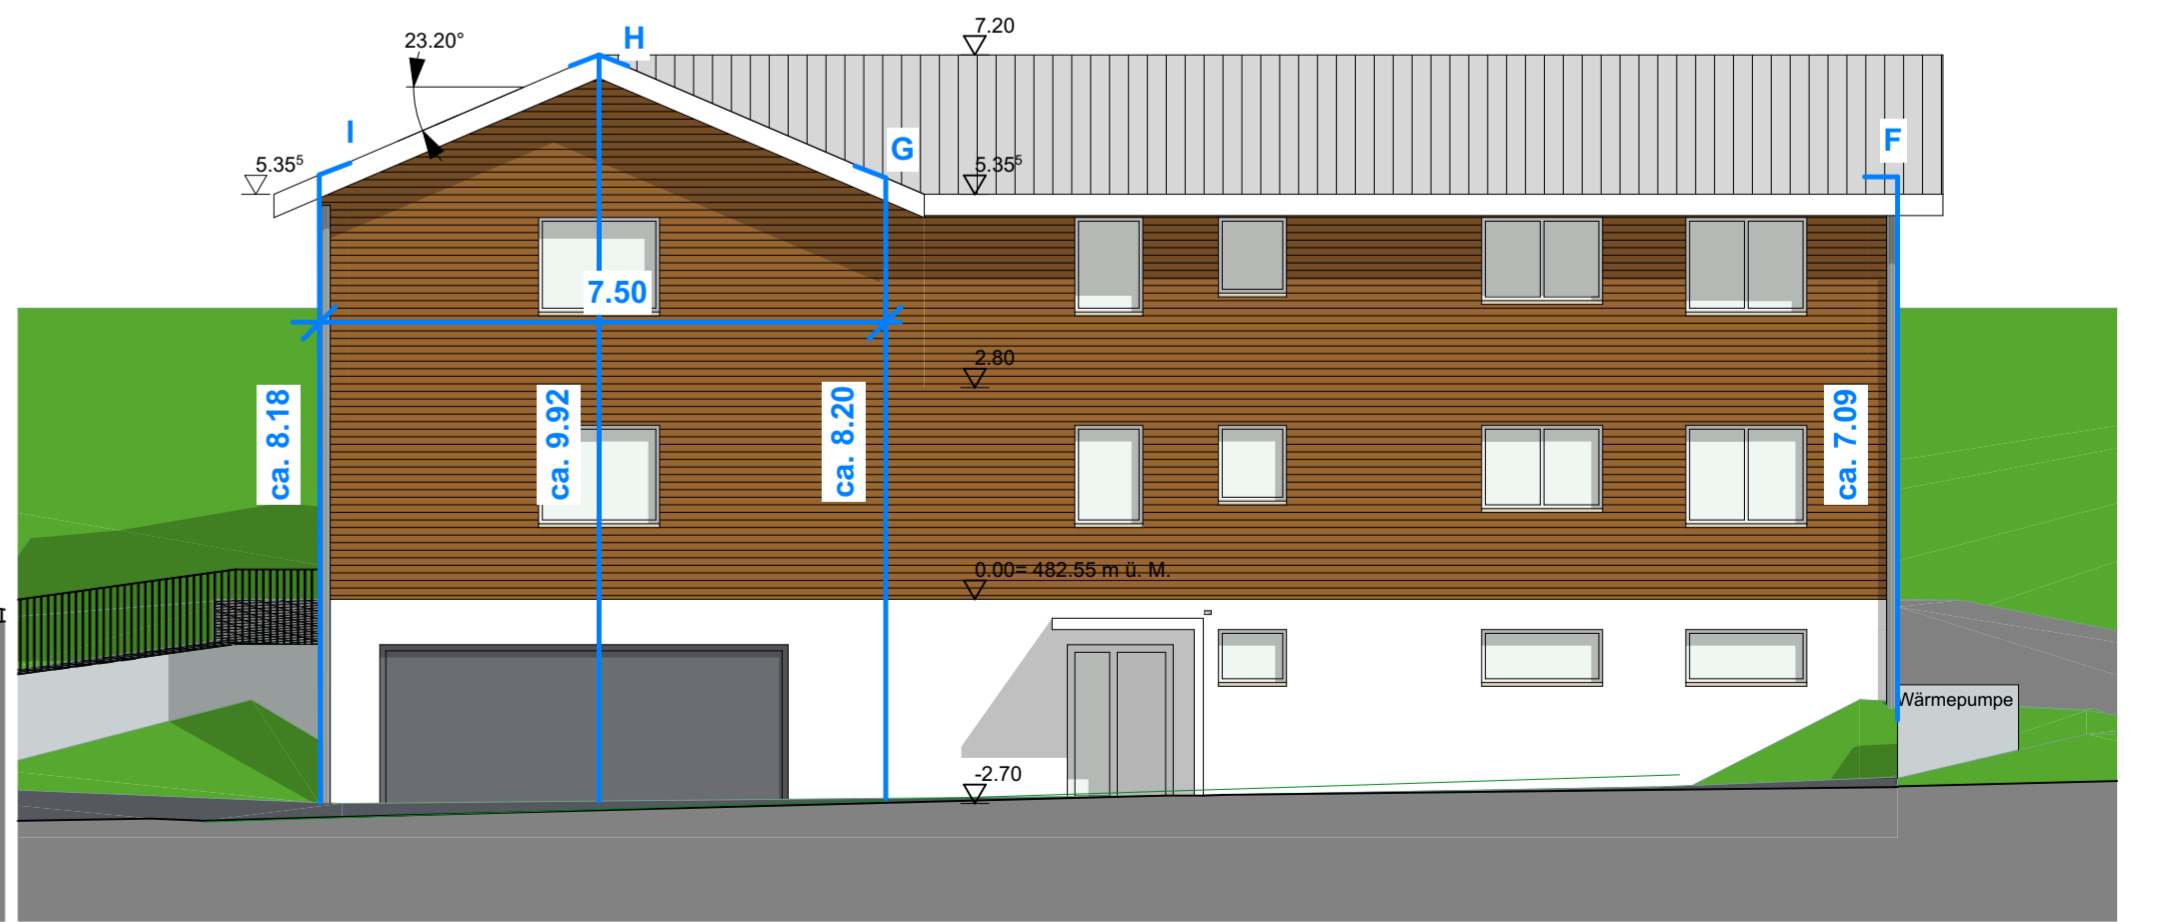 H
7.20
23.20°
I
G
F
5.35⁵
5.35⁵
7.50
2.80
ca. 8.18
ca. 9.92
ca. 8.20
ca. 7.09
0.00= 482.55 m ü. M.
Wärmepumpe
-2.70